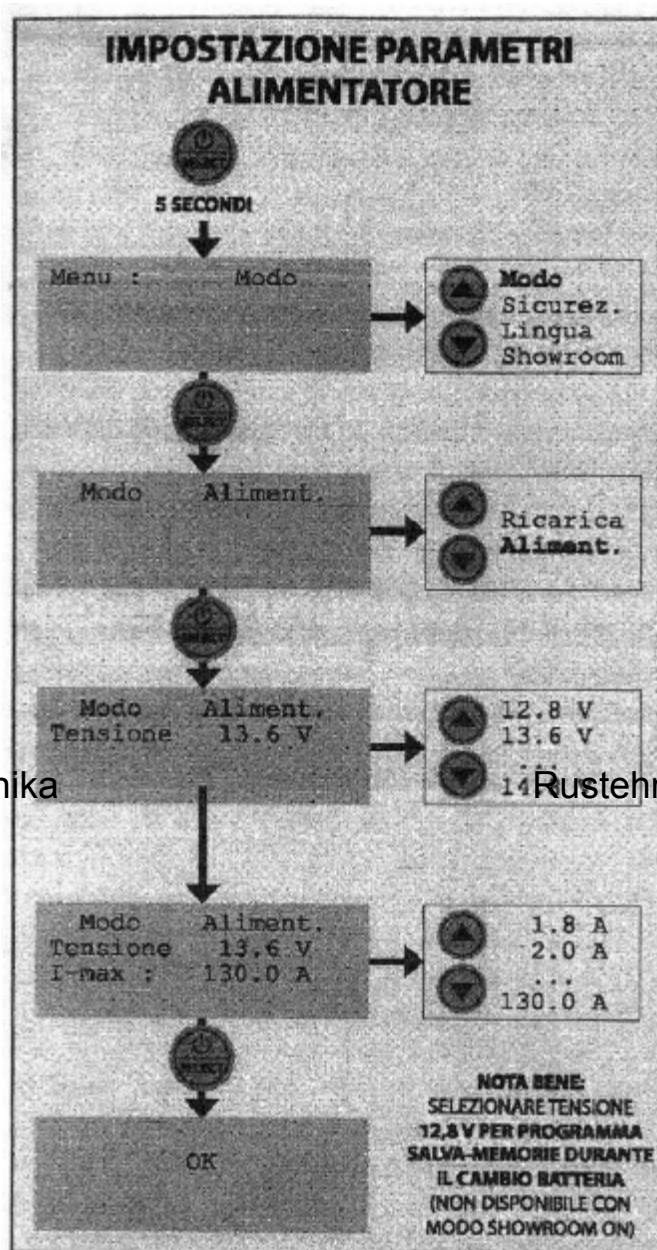 IMPOSTAZIONE PARAMETRI
ALIMENTATORE
SELECT
5 SECONDI
Menu : Modo
Modo
Sicurez.
Lingua
Showroom
SELECT
Modo Aliment.
Ricarica
Aliment.
SELECT
Modo Aliment.
Tensione 13.6 V
12.8 V
13.6 V
...
nika
Rustehn
Modo Aliment.
Tensione 13.6 V
I-max : 130.0 A
1.8 A
2.0 A
...
130.0 A
SELECT
OK
NOTA BENE:
SELEZIONARE TENSIONE
12,8 V PER PROGRAMMA
SALVA-MEMORIE DURANTE
IL CAMBIO BATTERIA
(NON DISPONIBILE CON
MODO SHOWROOM ON)